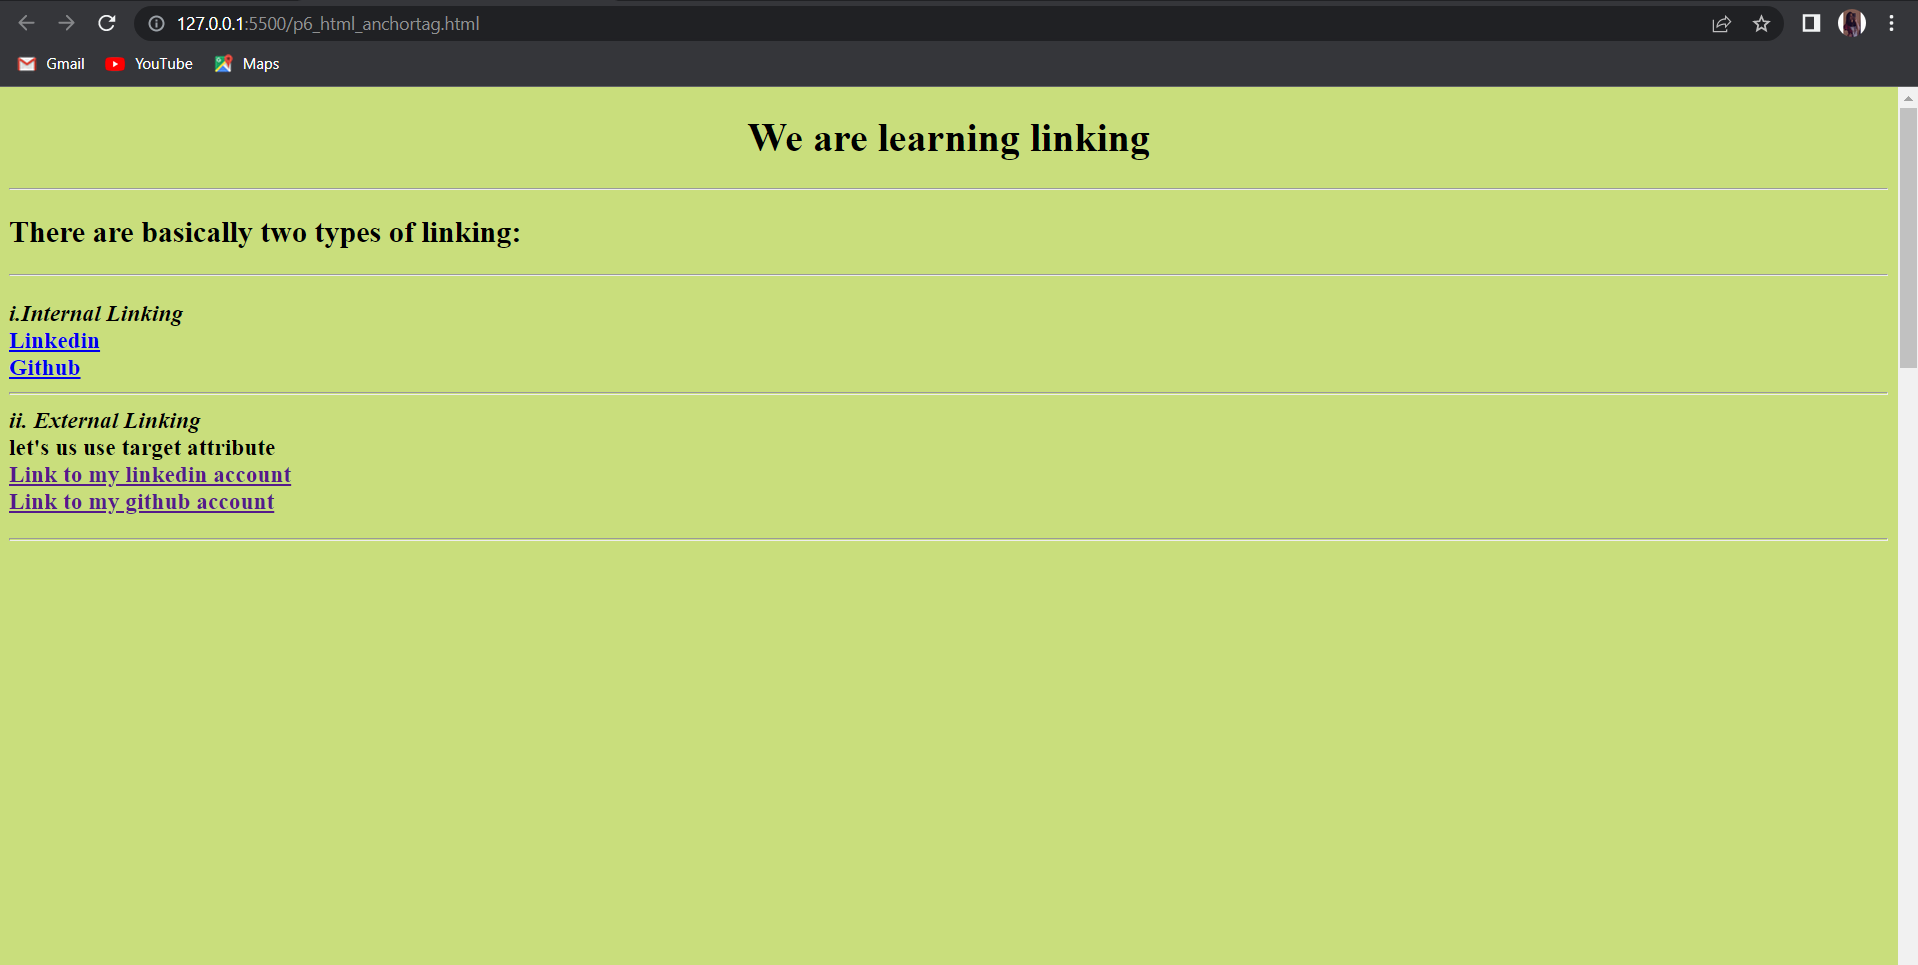 127.0.0.1:5500/p6_html_anchortag.html
Gmail YouTube Maps
We are learning linking
There are basically two types of linking:
i.Internal Linking
Linkedin
Github
ii. External Linking
let's us use target attribute
Link to my linkedin account
Link to my github account